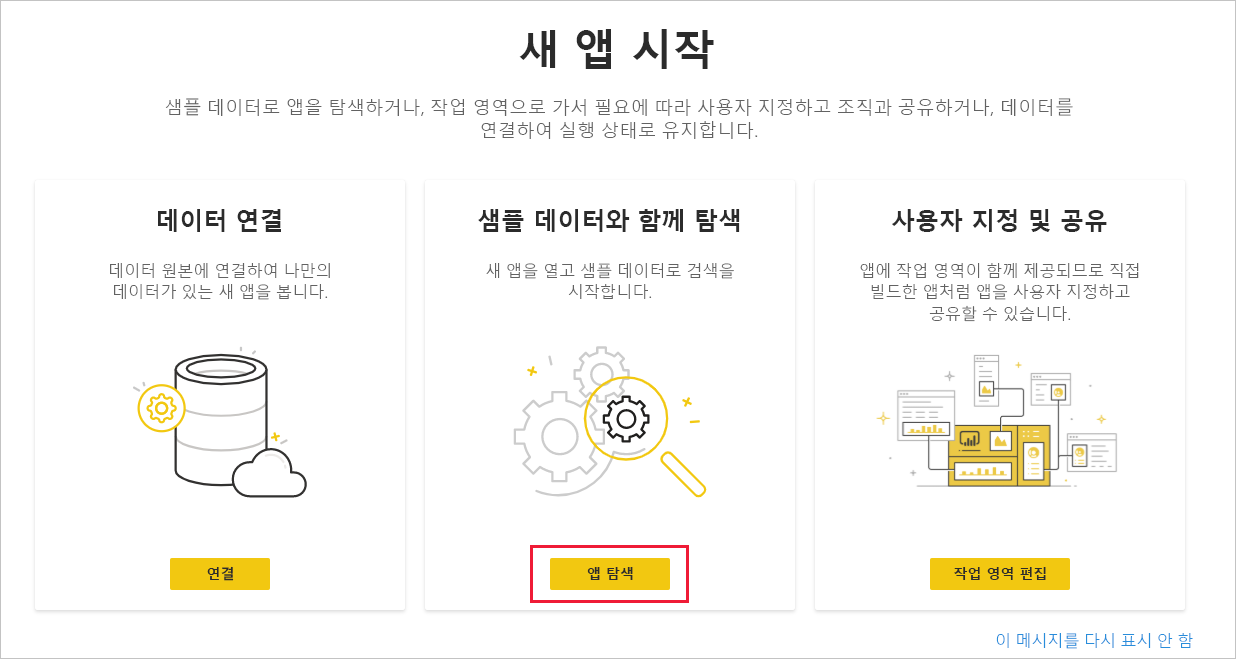 새 앱 시작
샘플 데이터로 앱을 탐색하거나, 작업 영역으로 가서 필요에 따라 사용자 지정하고 조직과 공유하거나, 데이터를
연결하여 실행 상태로 유지합니다.
데이터 연결
데이터 원본에 연결하여 나만의
데이터가 있는 새 앱을 봅니다.
연결
샘플 데이터와 함께 탐색
새 앱을 열고 샘플 데이터로 검색을
시작합니다.
앱 탐색
사용자 지정 및 공유
앱에 작업 영역이 함께 제공되므로 직접
빌드한 앱처럼 앱을 사용자 지정하고
공유할 수 있습니다.
작업 영역 편집
이 메시지를 다시 표시 안 함